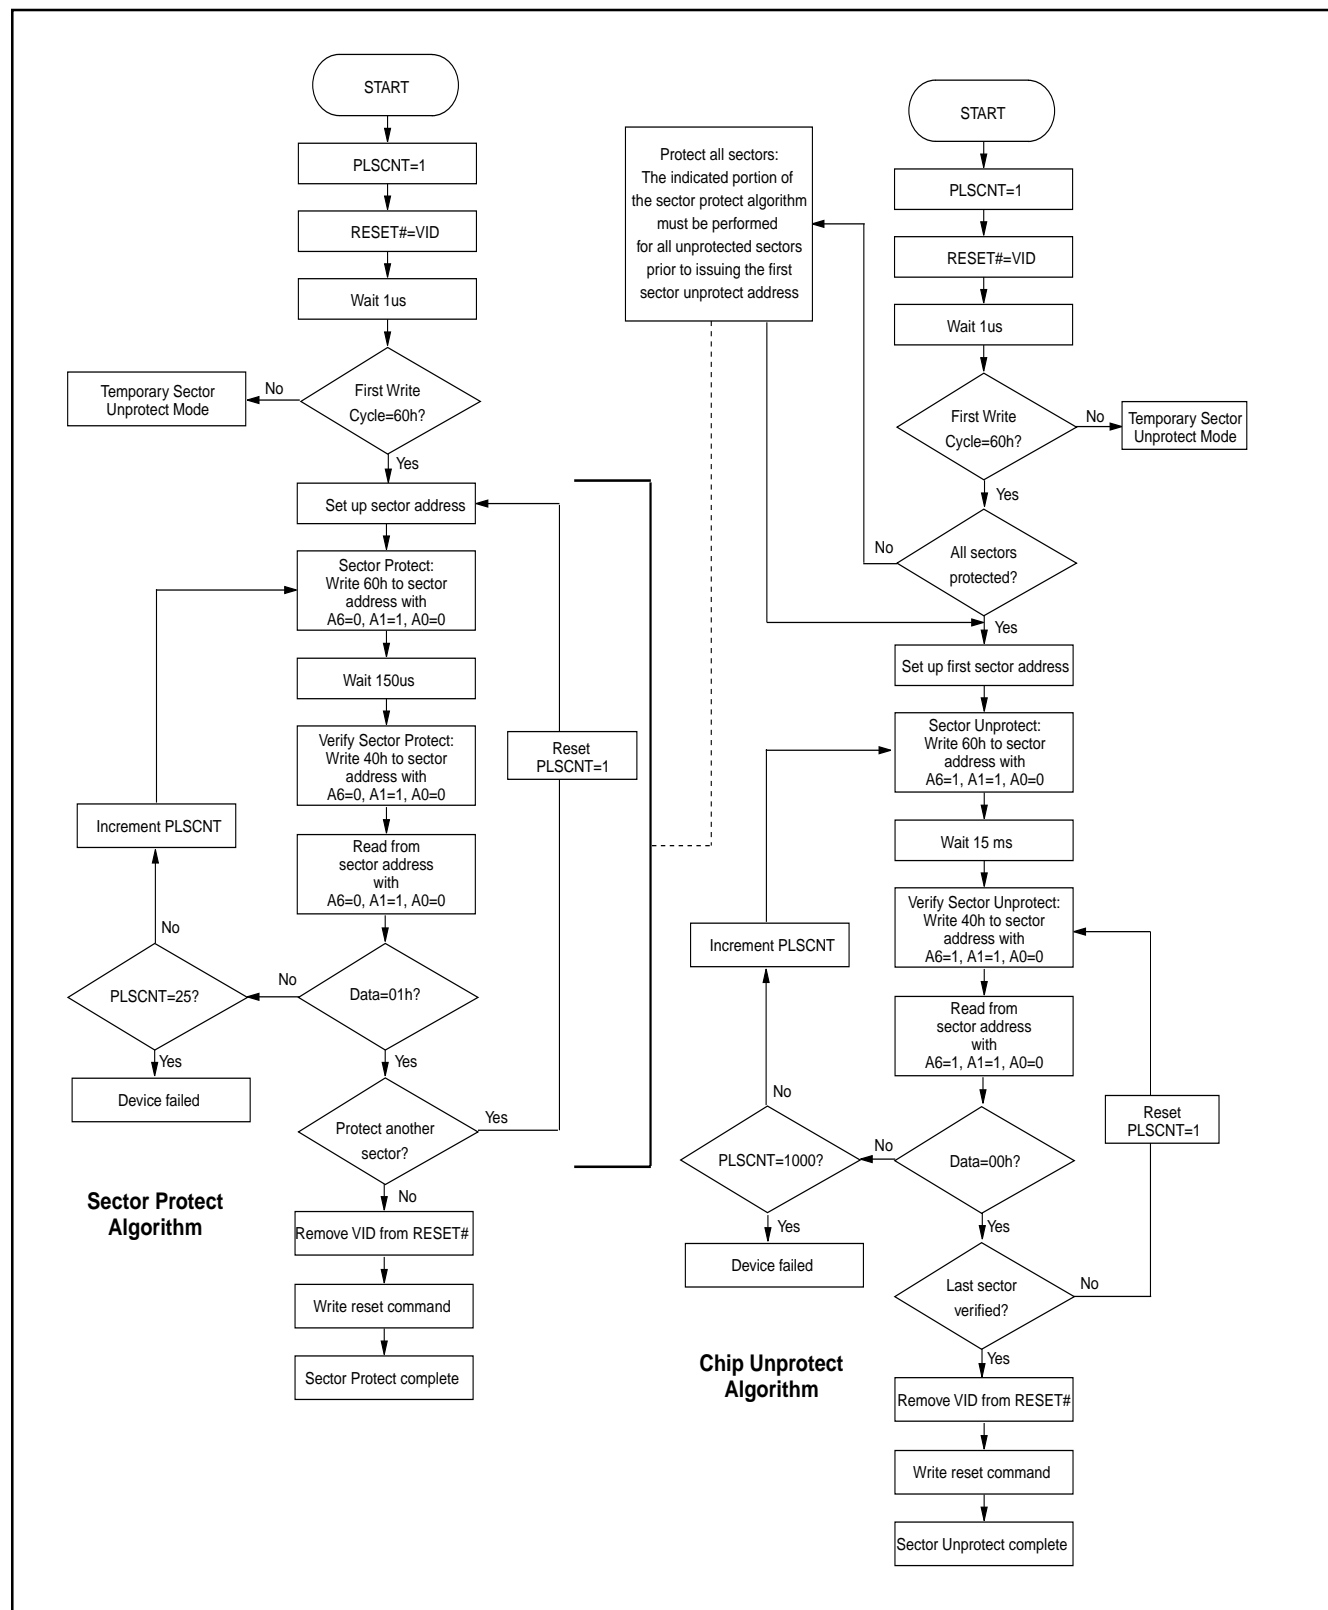 START
PLSCNT=1
RESET#=VID
Wait 1us
First Write
Cycle=60h?
No
Temporary Sector
Unprotect Mode
Yes
Set up sector address
Sector Protect:
Write 60h to sector
address with
A6=0, A1=1, A0=0
Wait 150us
Verify Sector Protect:
Write 40h to sector
address with
A6=0, A1=1, A0=0
Reset
PLSCNT=1
Increment PLSCNT
Read from
sector address
with
A6=0, A1=1, A0=0
No
PLSCNT=25?
No
Data=01h?
Yes
Device failed
Yes
Protect another
sector?
Yes
No
Sector Protect
Algorithm
Remove VID from RESET#
Write reset command
Sector Protect complete
Protect all sectors:
The indicated portion of
the sector protect algorithm
must be performed
for all unprotected sectors
prior to issuing the first
sector unprotect address
START
PLSCNT=1
RESET#=VID
Wait 1us
First Write
Cycle=60h?
No
Temporary Sector
Unprotect Mode
Yes
No
All sectors
protected?
Yes
Set up first sector address
Sector Unprotect:
Write 60h to sector
address with
A6=1, A1=1, A0=0
Wait 15 ms
Verify Sector Unprotect:
Write 40h to sector
address with
A6=1, A1=1, A0=0
Increment PLSCNT
Read from
sector address
with
A6=1, A1=1, A0=0
No
Reset
PLSCNT=1
PLSCNT=1000?
No
Data=00h?
Yes
Device failed
Yes
Last sector
verified?
No
Yes
Chip Unprotect
Algorithm
Remove VID from RESET#
Write reset command
Sector Unprotect complete